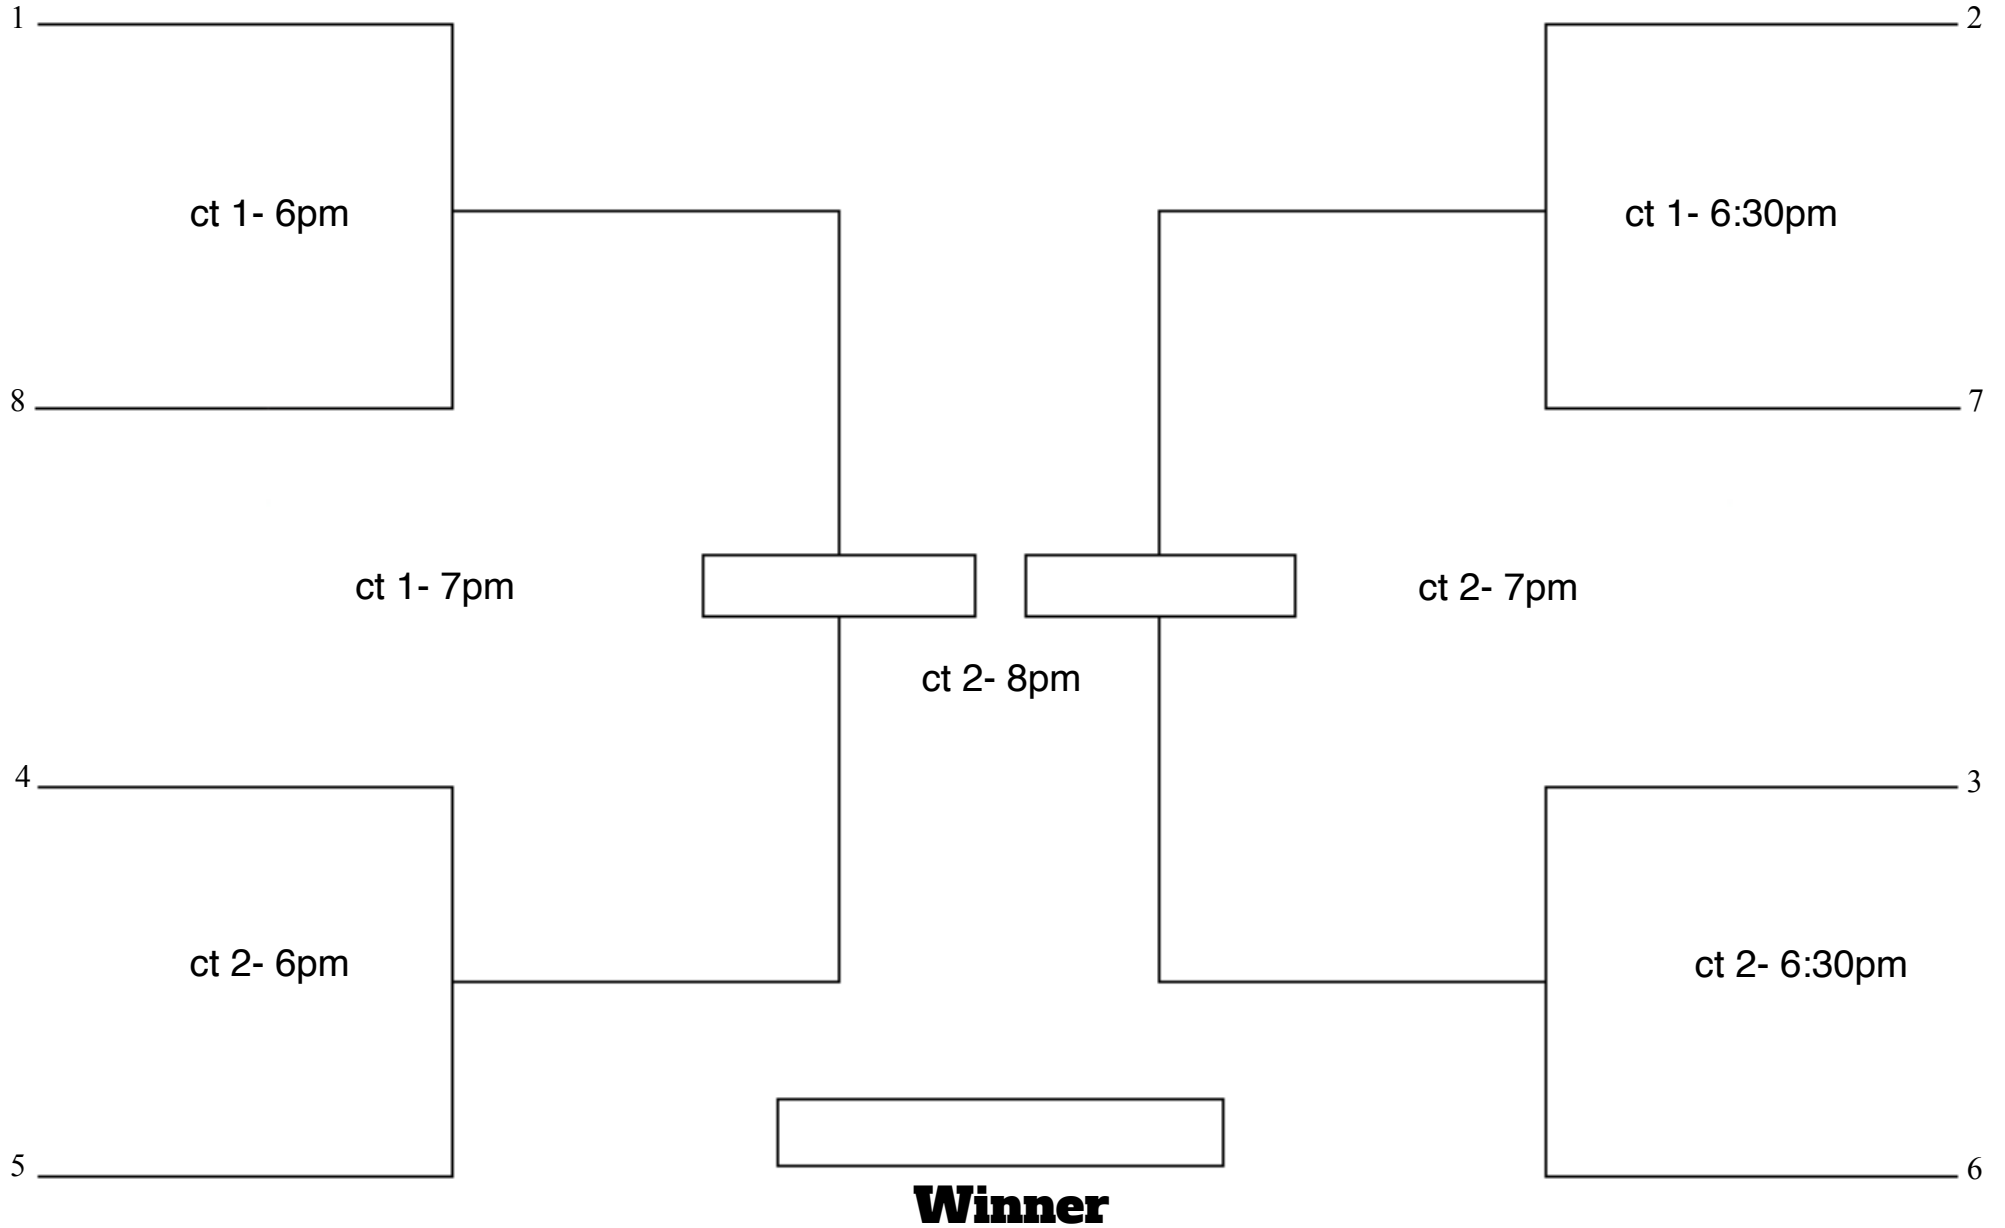 1
2
ct 1- 6pm
ct 1- 6:30pm
8
7
ct 1- 7pm
ct 2- 7pm
ct 2- 8pm
4
3
ct 2- 6pm
ct 2- 6:30pm
5
6
Winner